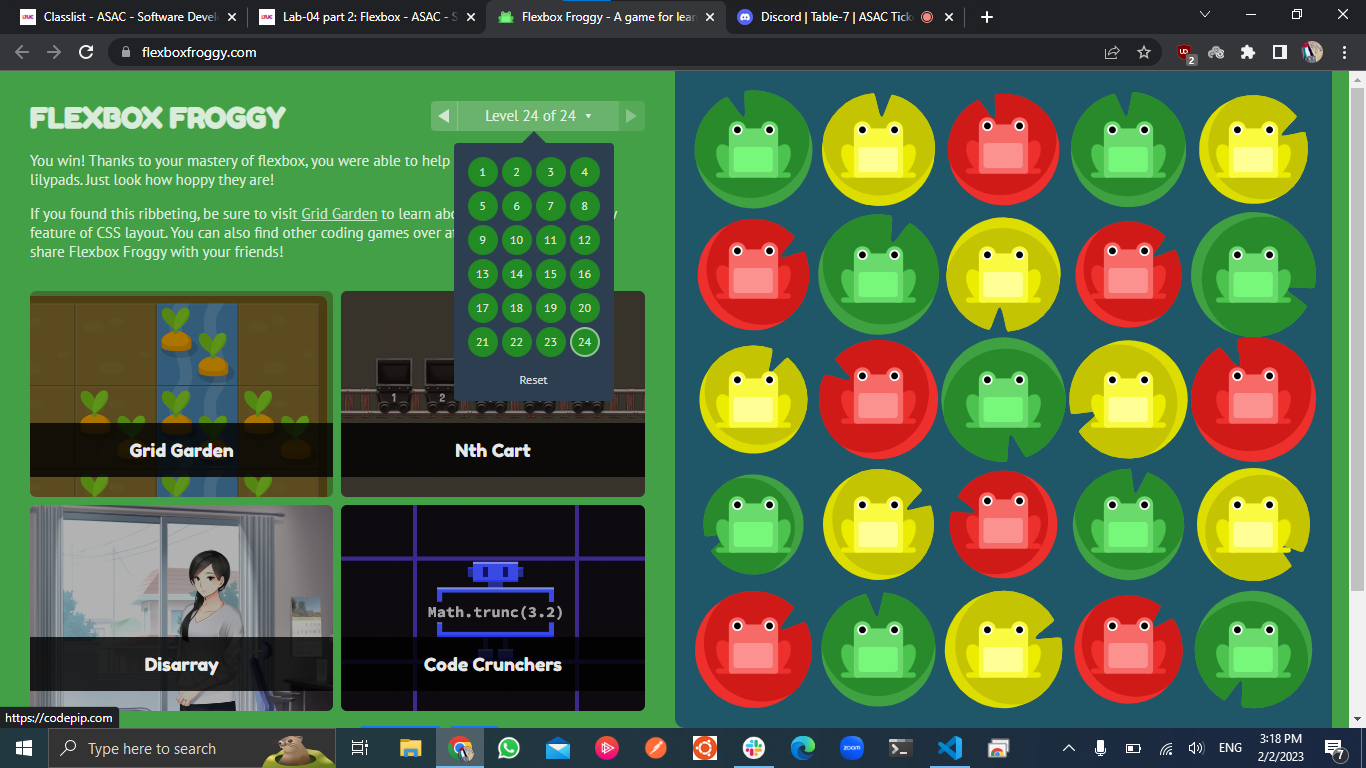 Classlist - ASAC - Software Devel
Lab-04 part 2: Flexbox - ASAC - S
Flexbox Froggy - A game for lear
Discord | Table-7 | ASAC Tick
flexboxfroggy.com
2
FLEXBOX FROGGY
Level 24 of 24
You win! Thanks to your mastery of flexbox, you were able to help
lilypads. Just look how hoppy they are!
If you found this ribbeting, be sure to visit Grid Garden to learn abo
y
feature of CSS layout. You can also find other coding games over at
share Flexbox Froggy with your friends!
1 2 3 4
5 6 7 8
9 10 11 12
13 14 15 16
17 18 19 20
21 22 23 24
Reset
1 2
Grid Garden
Nth Cart
Math.trunc(3.2)
Disarray
Code Crunchers
https://codepip.com
Type here to search
zoom
ENG
3:18 PM
2/2/2023
7